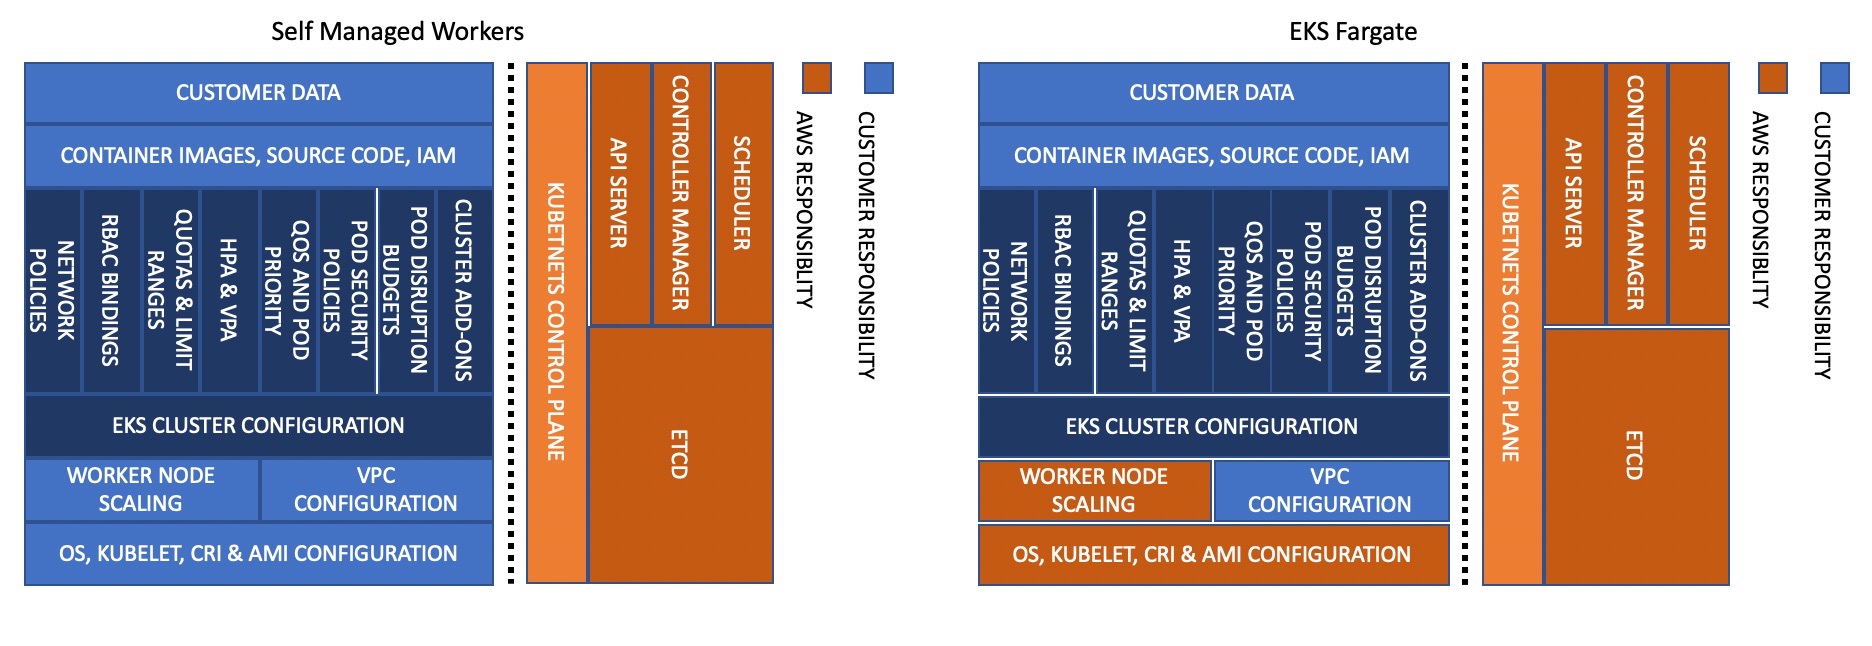 Self Managed Workers
CUSTOMER DATA
CONTAINER IMAGES, SOURCE CODE, IAM
NETWORK
POLICIES
RBAC BINDINGS
QUOTAS & LIMIT
RANGES
HPA & VPA
QOS AND POD
PRIORITY
POD SECURITY
POLICIES
POD DISRUPTION
BUDGETS
CLUSTER ADD-ONS
EKS CLUSTER CONFIGURATION
WORKER NODE
SCALING
VPC
CONFIGURATION
OS, KUBELET, CRI & AMI CONFIGURATION
KUBETNETS CONTROL PLANE
API SERVER
CONTROLLER MANAGER
SCHEDULER
ETCD
AWS RESPONSIBLITY
CUSTOMER RESPONSIBILITY
EKS Fargate
CUSTOMER DATA
CONTAINER IMAGES, SOURCE CODE, IAM
NETWORK
POLICIES
RBAC BINDINGS
QUOTAS & LIMIT
RANGES
HPA & VPA
QOS AND POD
PRIORITY
POD SECURITY
POLICIES
POD DISRUPTION
BUDGETS
CLUSTER ADD-ONS
EKS CLUSTER CONFIGURATION
WORKER NODE
SCALING
VPC
CONFIGURATION
OS, KUBELET, CRI & AMI CONFIGURATION
KUBETNETS CONTROL PLANE
API SERVER
CONTROLLER MANAGER
SCHEDULER
ETCD
AWS RESPONSIBLITY
CUSTOMER RESPONSIBILITY